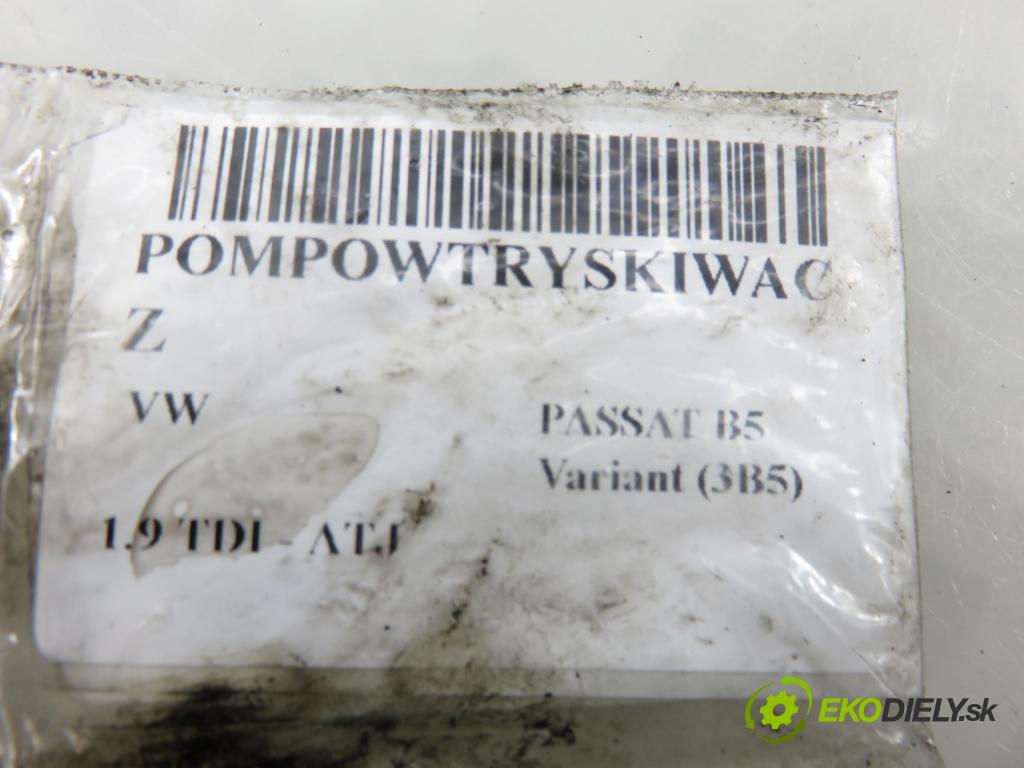 POMPOWTRYSKIWAC
Z
VW
PASSAT B5
Variant (3B5)
1.9 TDI - ATJ
EKODIELY.sk